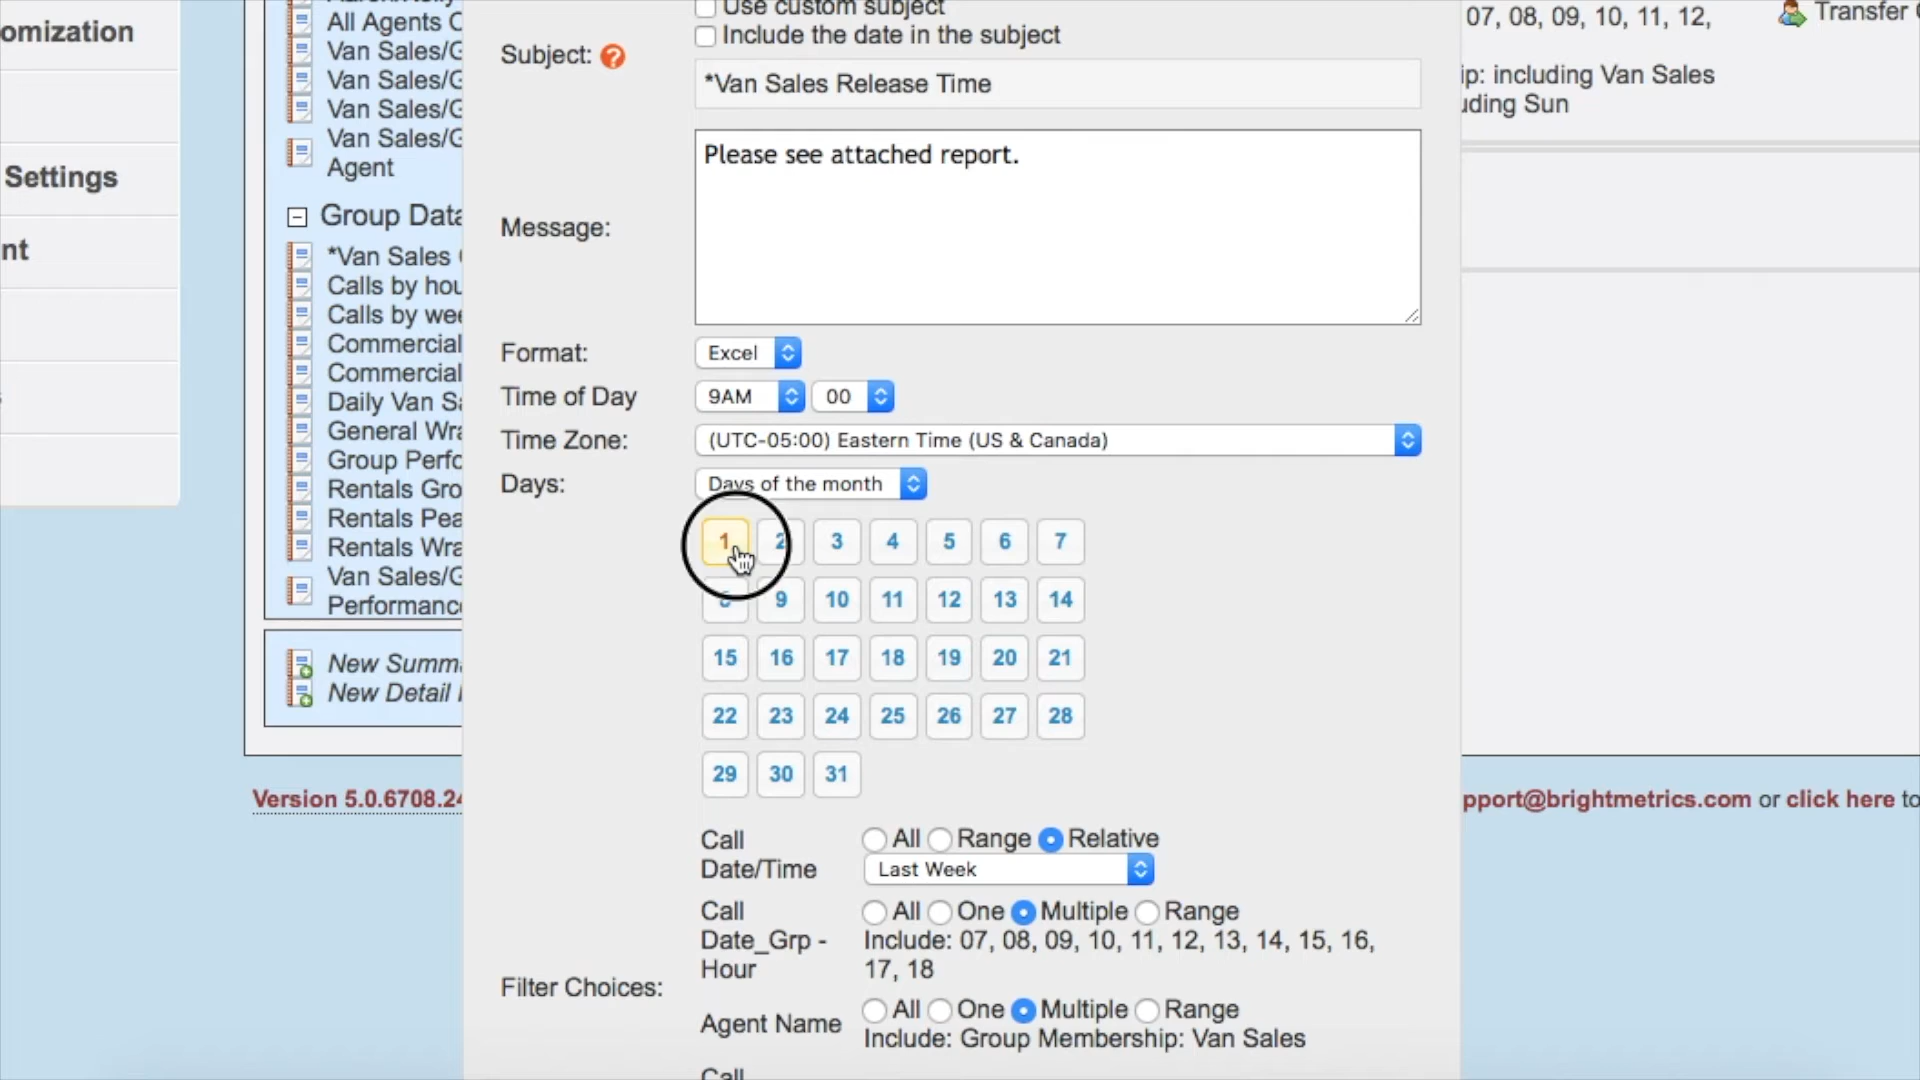 omization
Settings
nt
All Agents C
Van Sales/G
Van Sales/G
Van Sales/G
Van Sales/G
Agent
Group Data
*Van Sales
Calls by hou
Calls by wee
Commercial
Commercial
Daily Van Sa
General Wra
Group Perfo
Rentals Gro
Rentals Pea
Rentals Wra
Van Sales/G
Performance
New Summa
New Detail
Version 5.0.6708.24
Use custom subject
Include the date in the subject
Subject: ?
*Van Sales Release Time
Message:
Please see attached report.
Format: Excel
Time of Day 9AM 00
Time Zone: (UTC-05:00) Eastern Time (US & Canada)
Days: Days of the month
1 2 3 4 5 6 7
8 9 10 11 12 13 14
15 16 17 18 19 20 21
22 23 24 25 26 27 28
29 30 31
Filter Choices:
Call All Range Relative
Date/Time Last Week
Call All One Multiple Range
Date_Grp - Include: 07, 08, 09, 10, 11, 12, 13, 14, 15, 16,
Hour 17, 18
Agent Name All One Multiple Range
Include: Group Membership: Van Sales
Call
07, 08, 09, 10, 11, 12,
ip: including Van Sales
uding Sun
Transfer
pport@brightmetrics.com or click here to